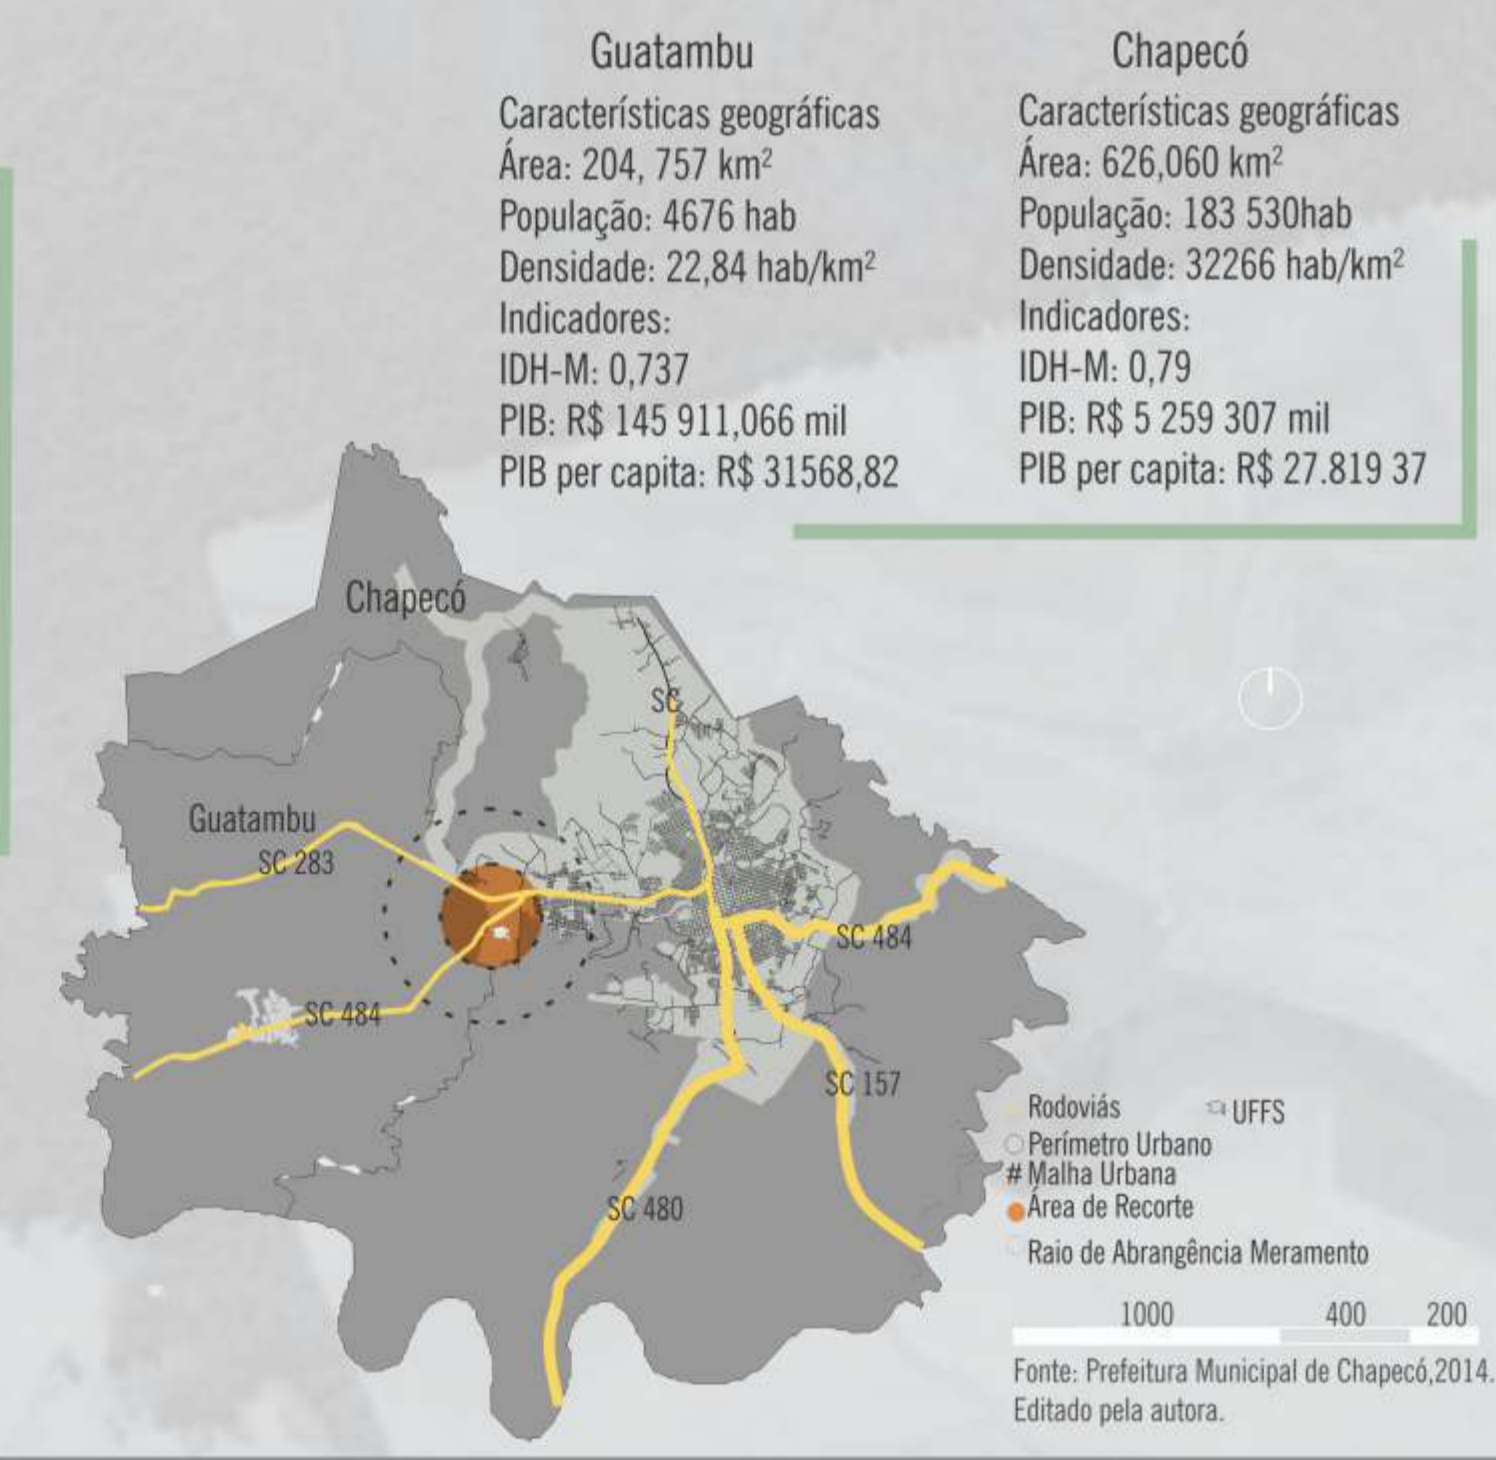 Guatambu
Características geográficas
Área: 204, 757 km²
População: 4676 hab
Densidade: 22,84 hab/km²
Indicadores:
IDH-M: 0,737
PIB: R$ 145 911,066 mil
PIB per capita: R$ 31568,82
Chapecó
Características geográficas
Área: 626,060 km²
População: 183 530hab
Densidade: 32266 hab/km²
Indicadores:
IDH-M: 0,79
PIB: R$ 5 259 307 mil
PIB per capita: R$ 27.819 37
Chapecó
SC
Guatambu
SC 283
SC 484
SC 484
SC 157
SC 480
Rodoviás
UFFS
Perímetro Urbano
# Malha Urbana
Área de Recorte
Raio de Abrangência Meramento
1000 400 200
Fonte: Prefeitura Municipal de Chapecó,2014.
Editado pela autora.